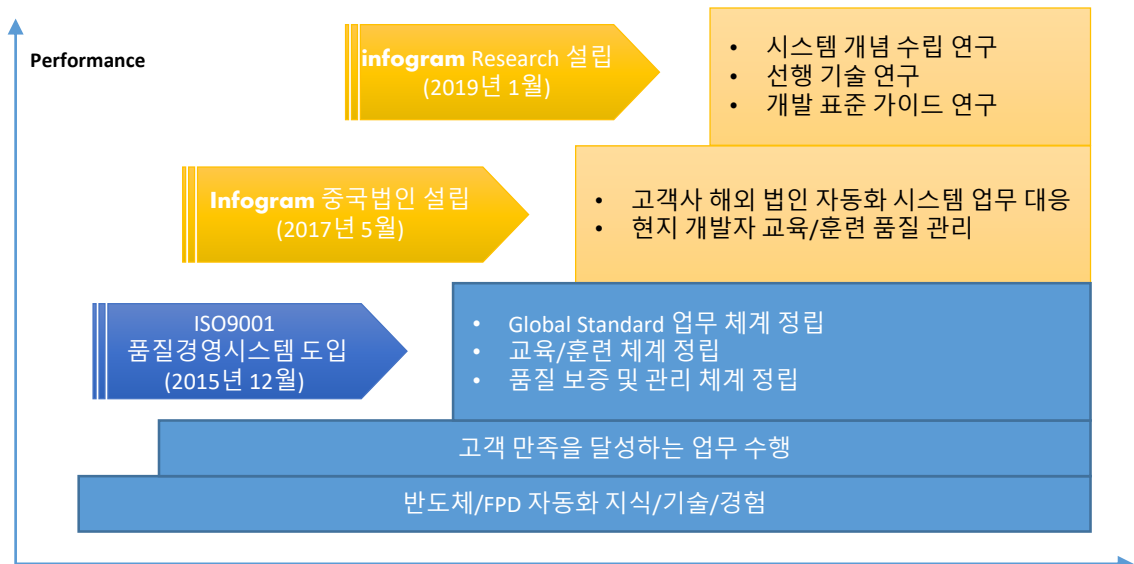 Performance
infogram Research 설립
(2019년 1월)
• 시스템 개념 수립 연구
• 선행 기술 연구
• 개발 표준 가이드 연구
Infogram 중국법인 설립
(2017년 5월)
• 고객사 해외 법인 자동화 시스템 업무 대응
• 현지 개발자 교육/훈련 품질 관리
ISO9001
품질경영시스템 도입
(2015년 12월)
• Global Standard 업무 체계 정립
• 교육/훈련 체계 정립
• 품질 보증 및 관리 체계 정립
고객 만족을 달성하는 업무 수행
반도체/FPD 자동화 지식/기술/경험